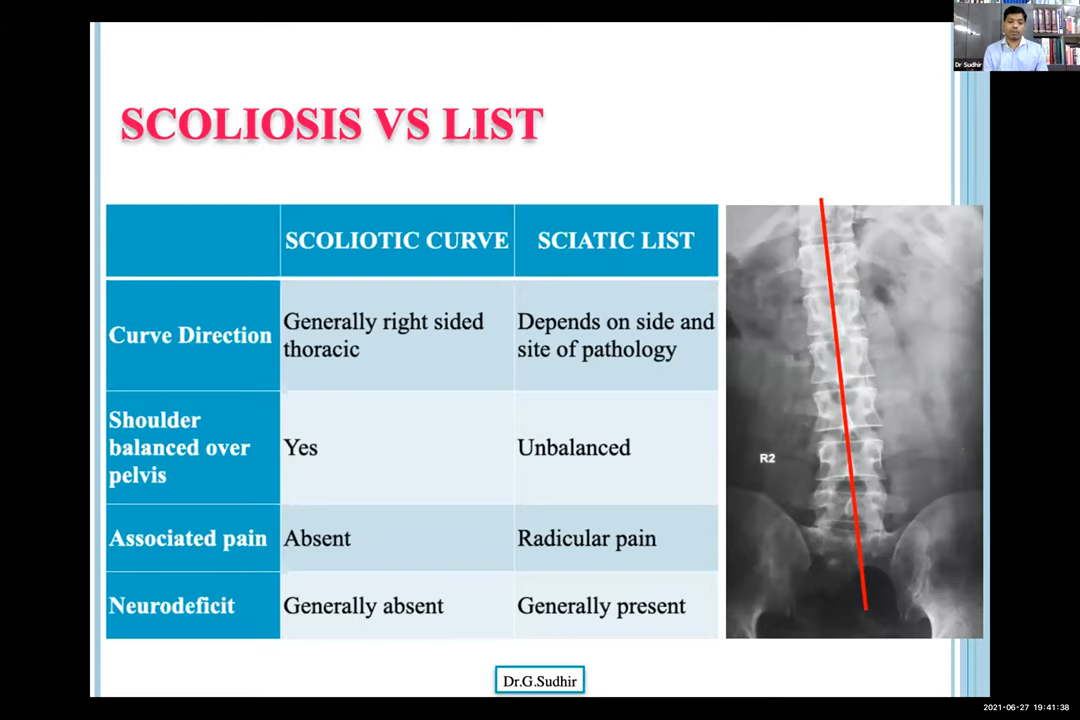 Dr Sudhir
SCOLIOSIS VS LIST
SCOLIOTIC CURVE
SCIATIC LIST
Curve Direction
Generally right sided
thoracic
Depends on side and
site of pathology
Shoulder
balanced over
pelvis
Yes
Unbalanced
Associated pain
Absent
Radicular pain
Neurodeficit
Generally absent
Generally present
R2
Dr.G.Sudhir
2021-06-27 19:41:38